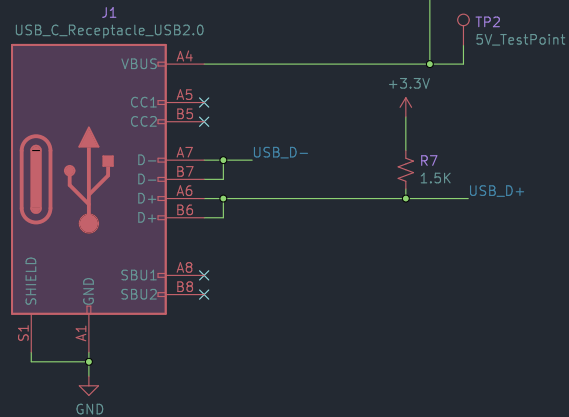 J1
USB_C_Receptacle_USB2.0
TP2
5V_TestPoint
VBUS A4
+3.3V
CC1 A5
CC2 B5
D- A7
USB_D-
D- B7
R7
1.5K
D+ A6
USB_D+
D+ B6
SBU1 A8
SBU2 B8
SHIELD
GND
S1
A1
GND